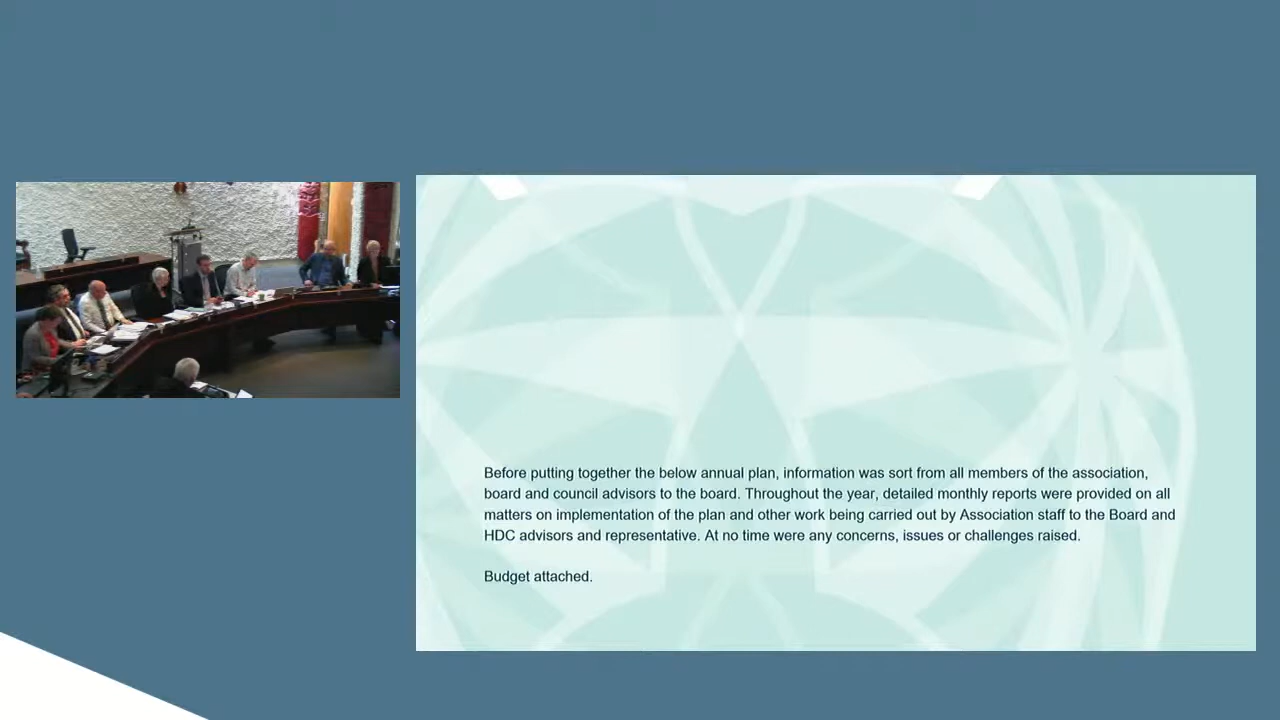 Before putting together the below annual plan, information was sort from all members of the association,
board and council advisors to the board. Throughout the year, detailed monthly reports were provided on all
matters on implementation of the plan and other work being carried out by Association staff to the Board and
HDC advisors and representative. At no time were any concerns, issues or challenges raised.
Budget attached.